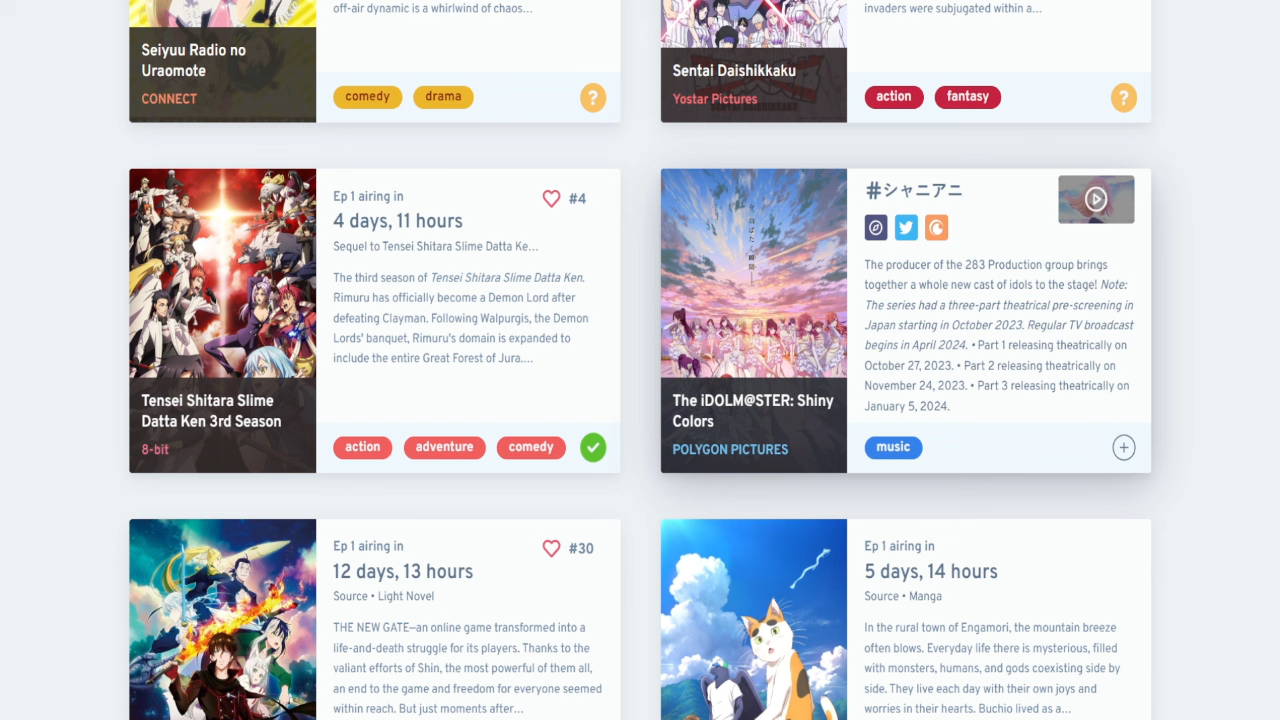 off-air dynamic is a whirlwind of chaos…
Seiyuu Radio no
Uraomote
CONNECT
comedy
drama
?
invaders were subjugated within a…
Sentai Daishikkaku
Yostar Pictures
action
fantasy
?
Ep 1 airing in
#4
4 days, 11 hours
Sequel to Tensei Shitara Slime Datta Ke…
The third season of Tensei Shitara Slime Datta Ken.
Rimuru has officially become a Demon Lord after
defeating Clayman. Following Walpurgis, the Demon
Lords' banquet, Rimuru's domain is expanded to
include the entire Great Forest of Jura.…
Tensei Shitara Slime
Datta Ken 3rd Season
8-bit
action
adventure
comedy
#シャニアニ
The producer of the 283 Production group brings
together a whole new cast of idols to the stage! Note:
The series had a three-part theatrical pre-screening in
Japan starting in October 2023. Regular TV broadcast
begins in April 2024. • Part 1 releasing theatrically on
October 27, 2023. • Part 2 releasing theatrically on
November 24, 2023. • Part 3 releasing theatrically on
January 5, 2024.
The iDOLM@STER: Shiny
Colors
POLYGON PICTURES
music
Ep 1 airing in
#30
12 days, 13 hours
Source • Light Novel
THE NEW GATE—an online game transformed into a
life-and-death struggle for its players. Thanks to the
valiant efforts of Shin, the most powerful of them all,
an end to the game and freedom for everyone seemed
within reach. But just moments after…
Ep 1 airing in
5 days, 14 hours
Source • Manga
In the rural town of Engamori, the mountain breeze
often blows. Everyday life there is mysterious, filled
with monsters, humans, and gods coexisting side by
side. They live each day with their own joys and
worries in their hearts. Buchio lived as a…